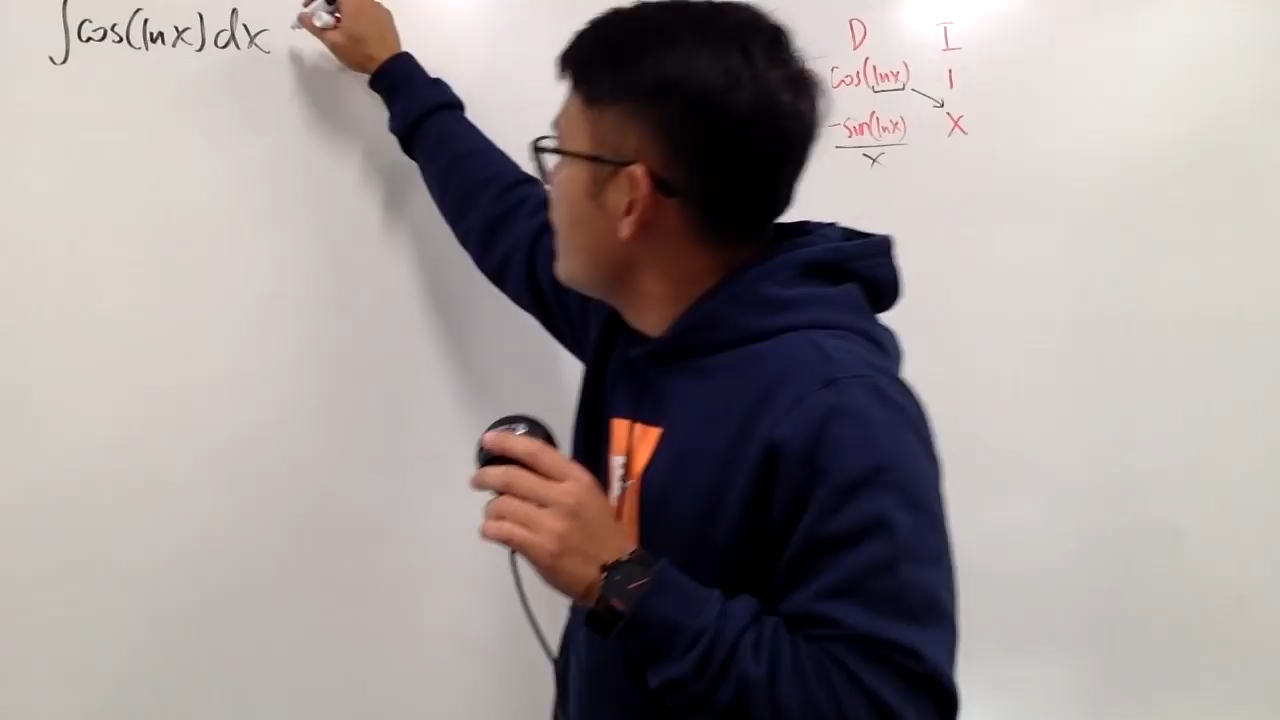 ∫cos(lnx)dx
D I
cos(lnx) 1
-sin(lnx)/x X